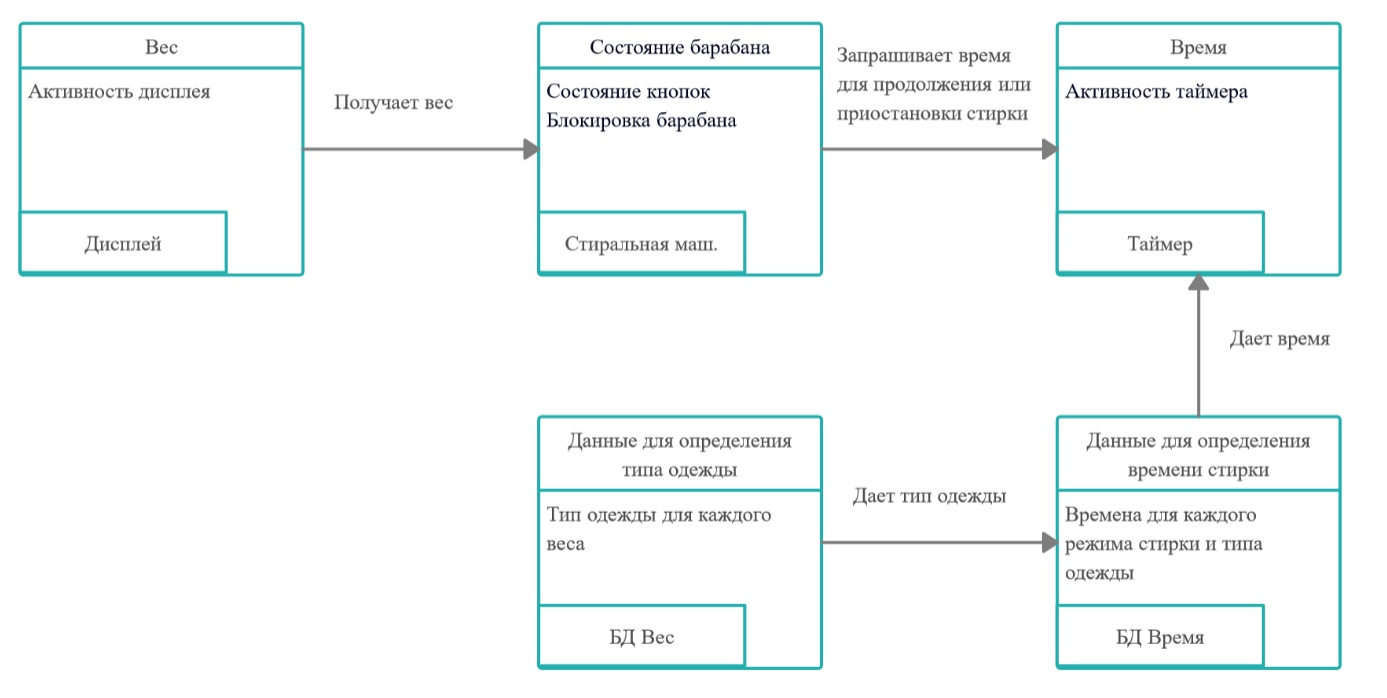 Вес
Активность дисплея
Дисплей
Получает вес
Состояние барабана
Состояние кнопок
Блокировка барабана
Стиральная маш.
Запрашивает время
для продолжения или
приостановки стирки
Время
Активность таймера
Таймер
Дает время
Данные для определения
типа одежды
Тип одежды для каждого
веса
БД Вес
Дает тип одежды
Данные для определения
времени стирки
Времена для каждого
режима стирки и типа
одежды
БД Время